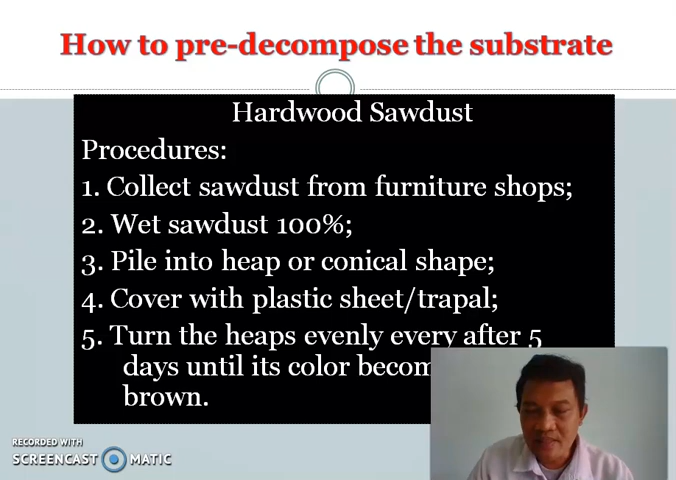 How to pre-decompose the substrate
Hardwood Sawdust
Procedures:
1. Collect sawdust from furniture shops;
2. Wet sawdust 100%;
3. Pile into heap or conical shape;
4. Cover with plastic sheet/trapal;
5. Turn the heaps evenly every after 5
days until its color
brown.
RECORDED WITH
SCREENCAST MATIC